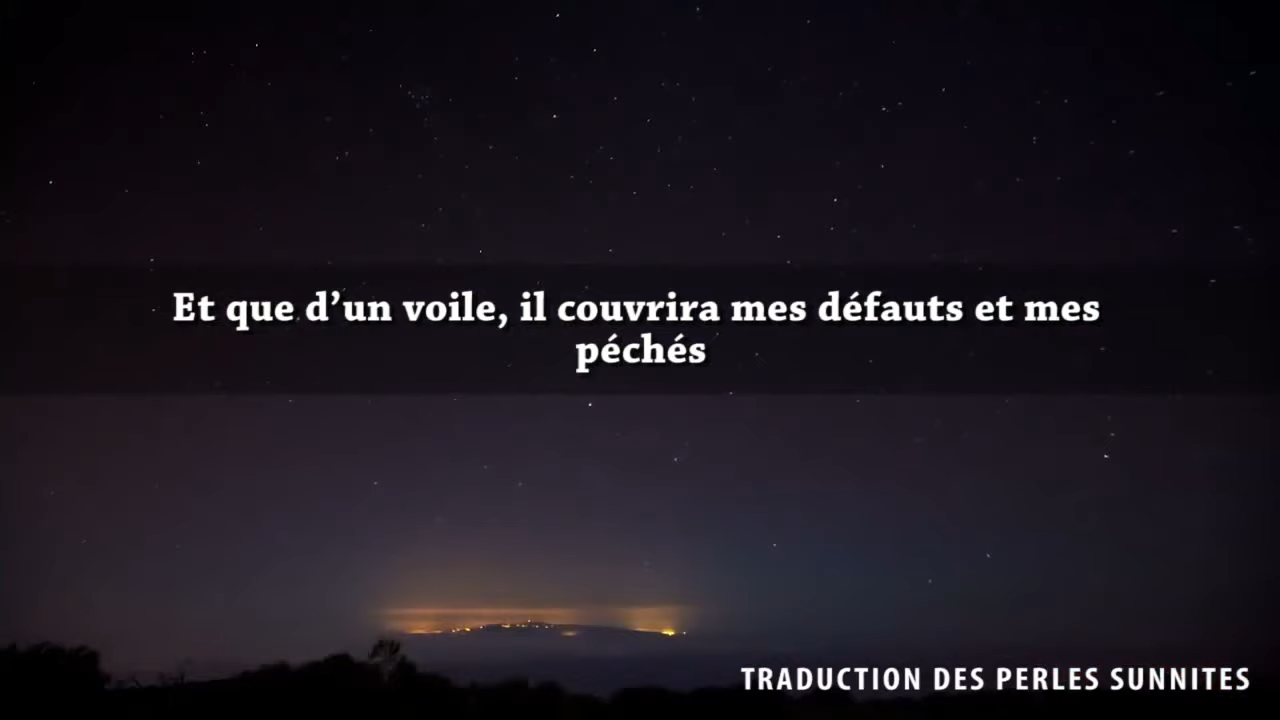 Et que d’un voile, il couvrira mes défauts et mes
péchés
TRADUCTION DES PERLES SUNNITES